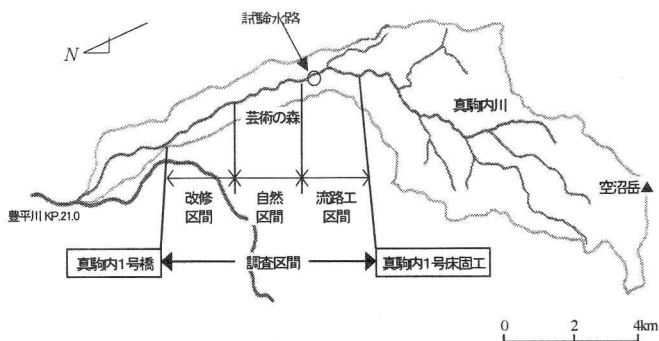 試験水路
N
真駒内川
芸術の森
空沼岳
改修
区間
自然
区間
流路工
区間
豊平川 KP.21.0
真駒内1号橋
調査区間
真駒内1号床固工
0 2 4km